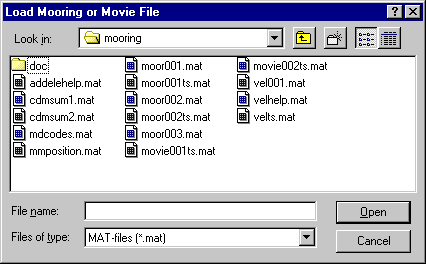 Load Mooring or Movie File
Look in: mooring
doc moor001.mat movie002ts.mat
addelehelp.mat moor001ts.mat vel001.mat
cdmsum1.mat moor002.mat velhelp.mat
cdmsum2.mat moor002ts.mat velts.mat
mdcodes.mat moor003.mat
mmposition.mat movie001ts.mat
File name: Open
Files of type: MAT-files (*.mat) Cancel